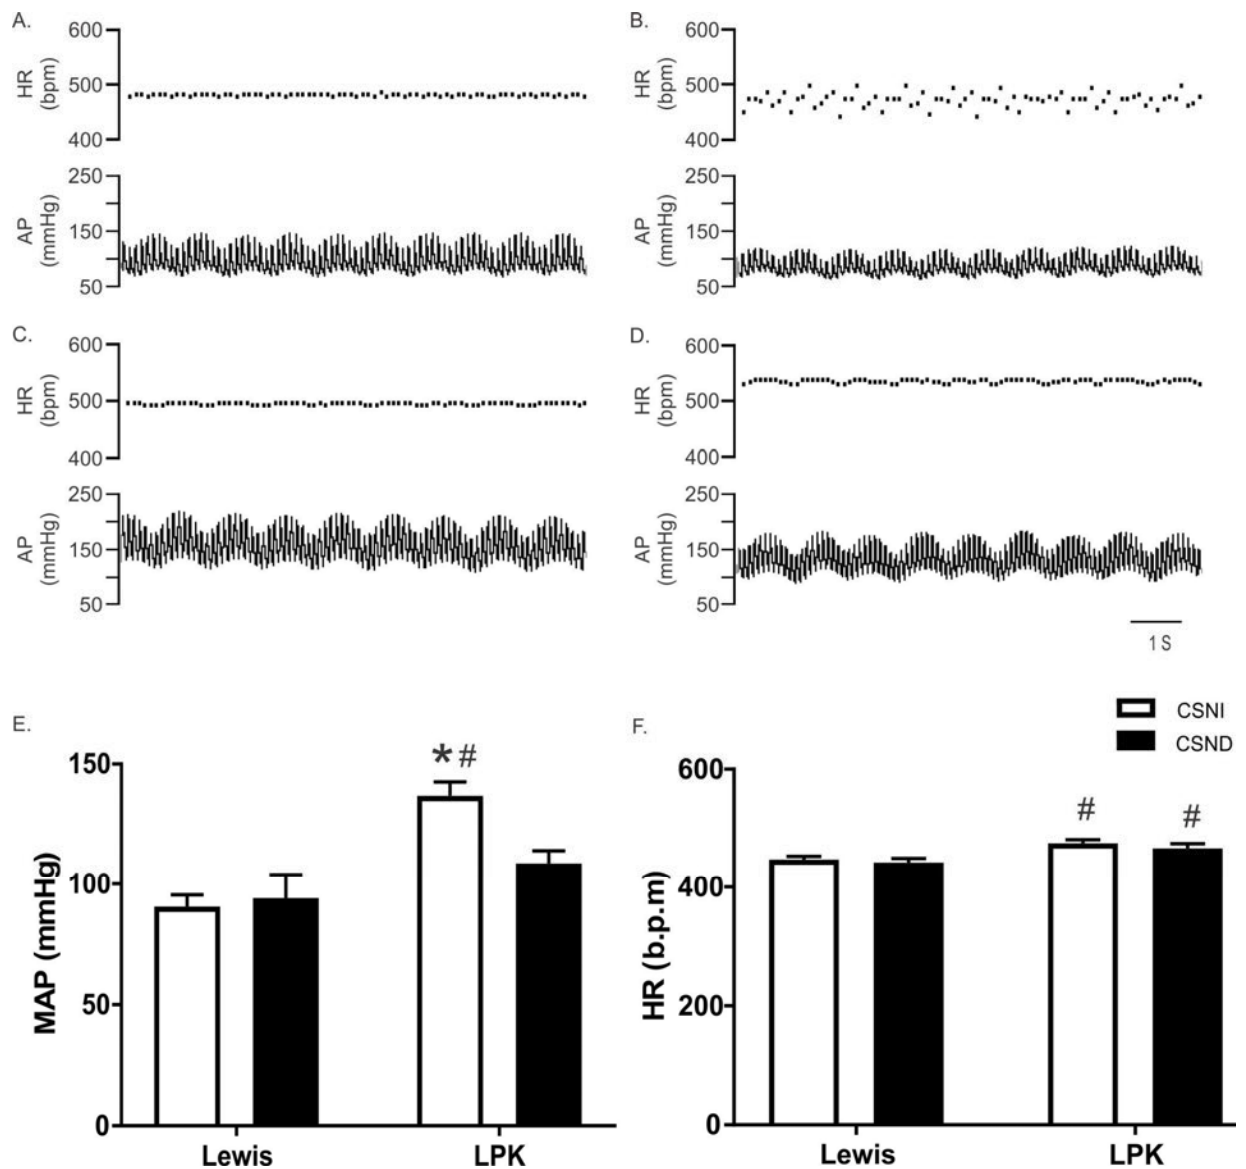 A.
600
500
400
HR
(bpm)
250
150
50
AP
(mmHg)
B.
600
500
400
HR
(bpm)
250
150
50
AP
(mmHg)
C.
600
500
400
HR
(bpm)
250
150
50
AP
(mmHg)
D.
600
500
400
HR
(bpm)
250
150
50
AP
(mmHg)
1 S
E.
150
100
50
0
MAP (mmHg)
*#
Lewis
LPK
F.
CSNI
CSND
600
400
200
0
HR (b.p.m)
#
#
Lewis
LPK